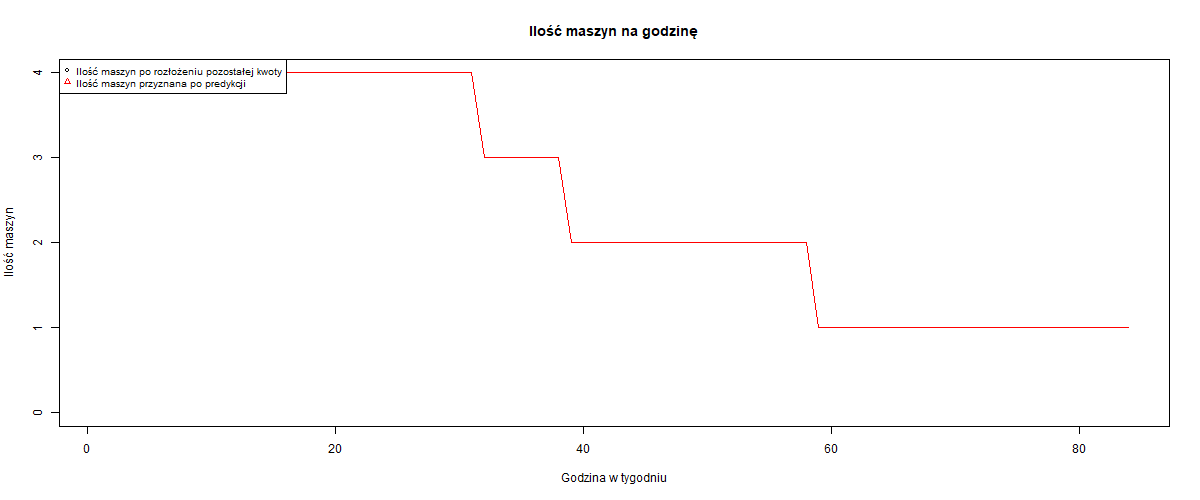 Ilość maszyn na godzinę
Ilość maszyn po rozłożeniu pozostałej kwoty
Ilość maszyn przyznana po predykcji
Ilość maszyn
4
3
2
1
0
0 20 40 60 80
Godzina w tygodniu